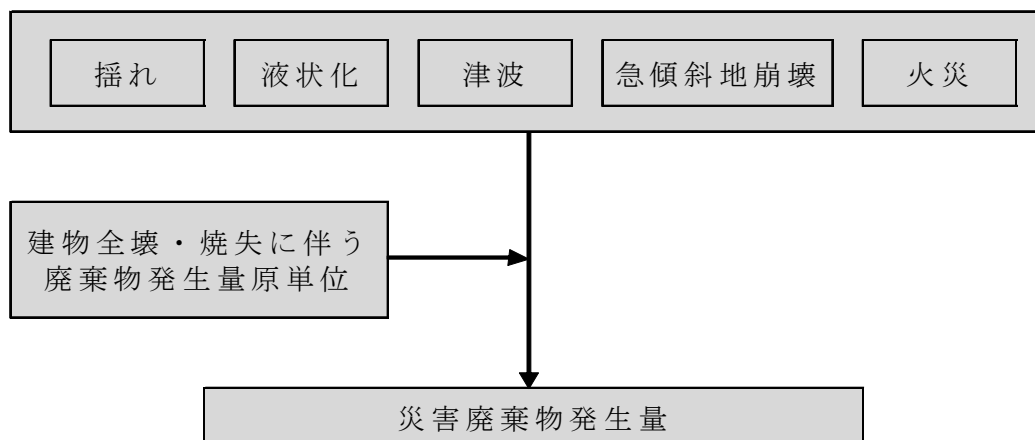 揺れ
液状化
津波
急傾斜地崩壊
火災
建物全壊・焼失に伴う
廃棄物発生量原単位
災害廃棄物発生量